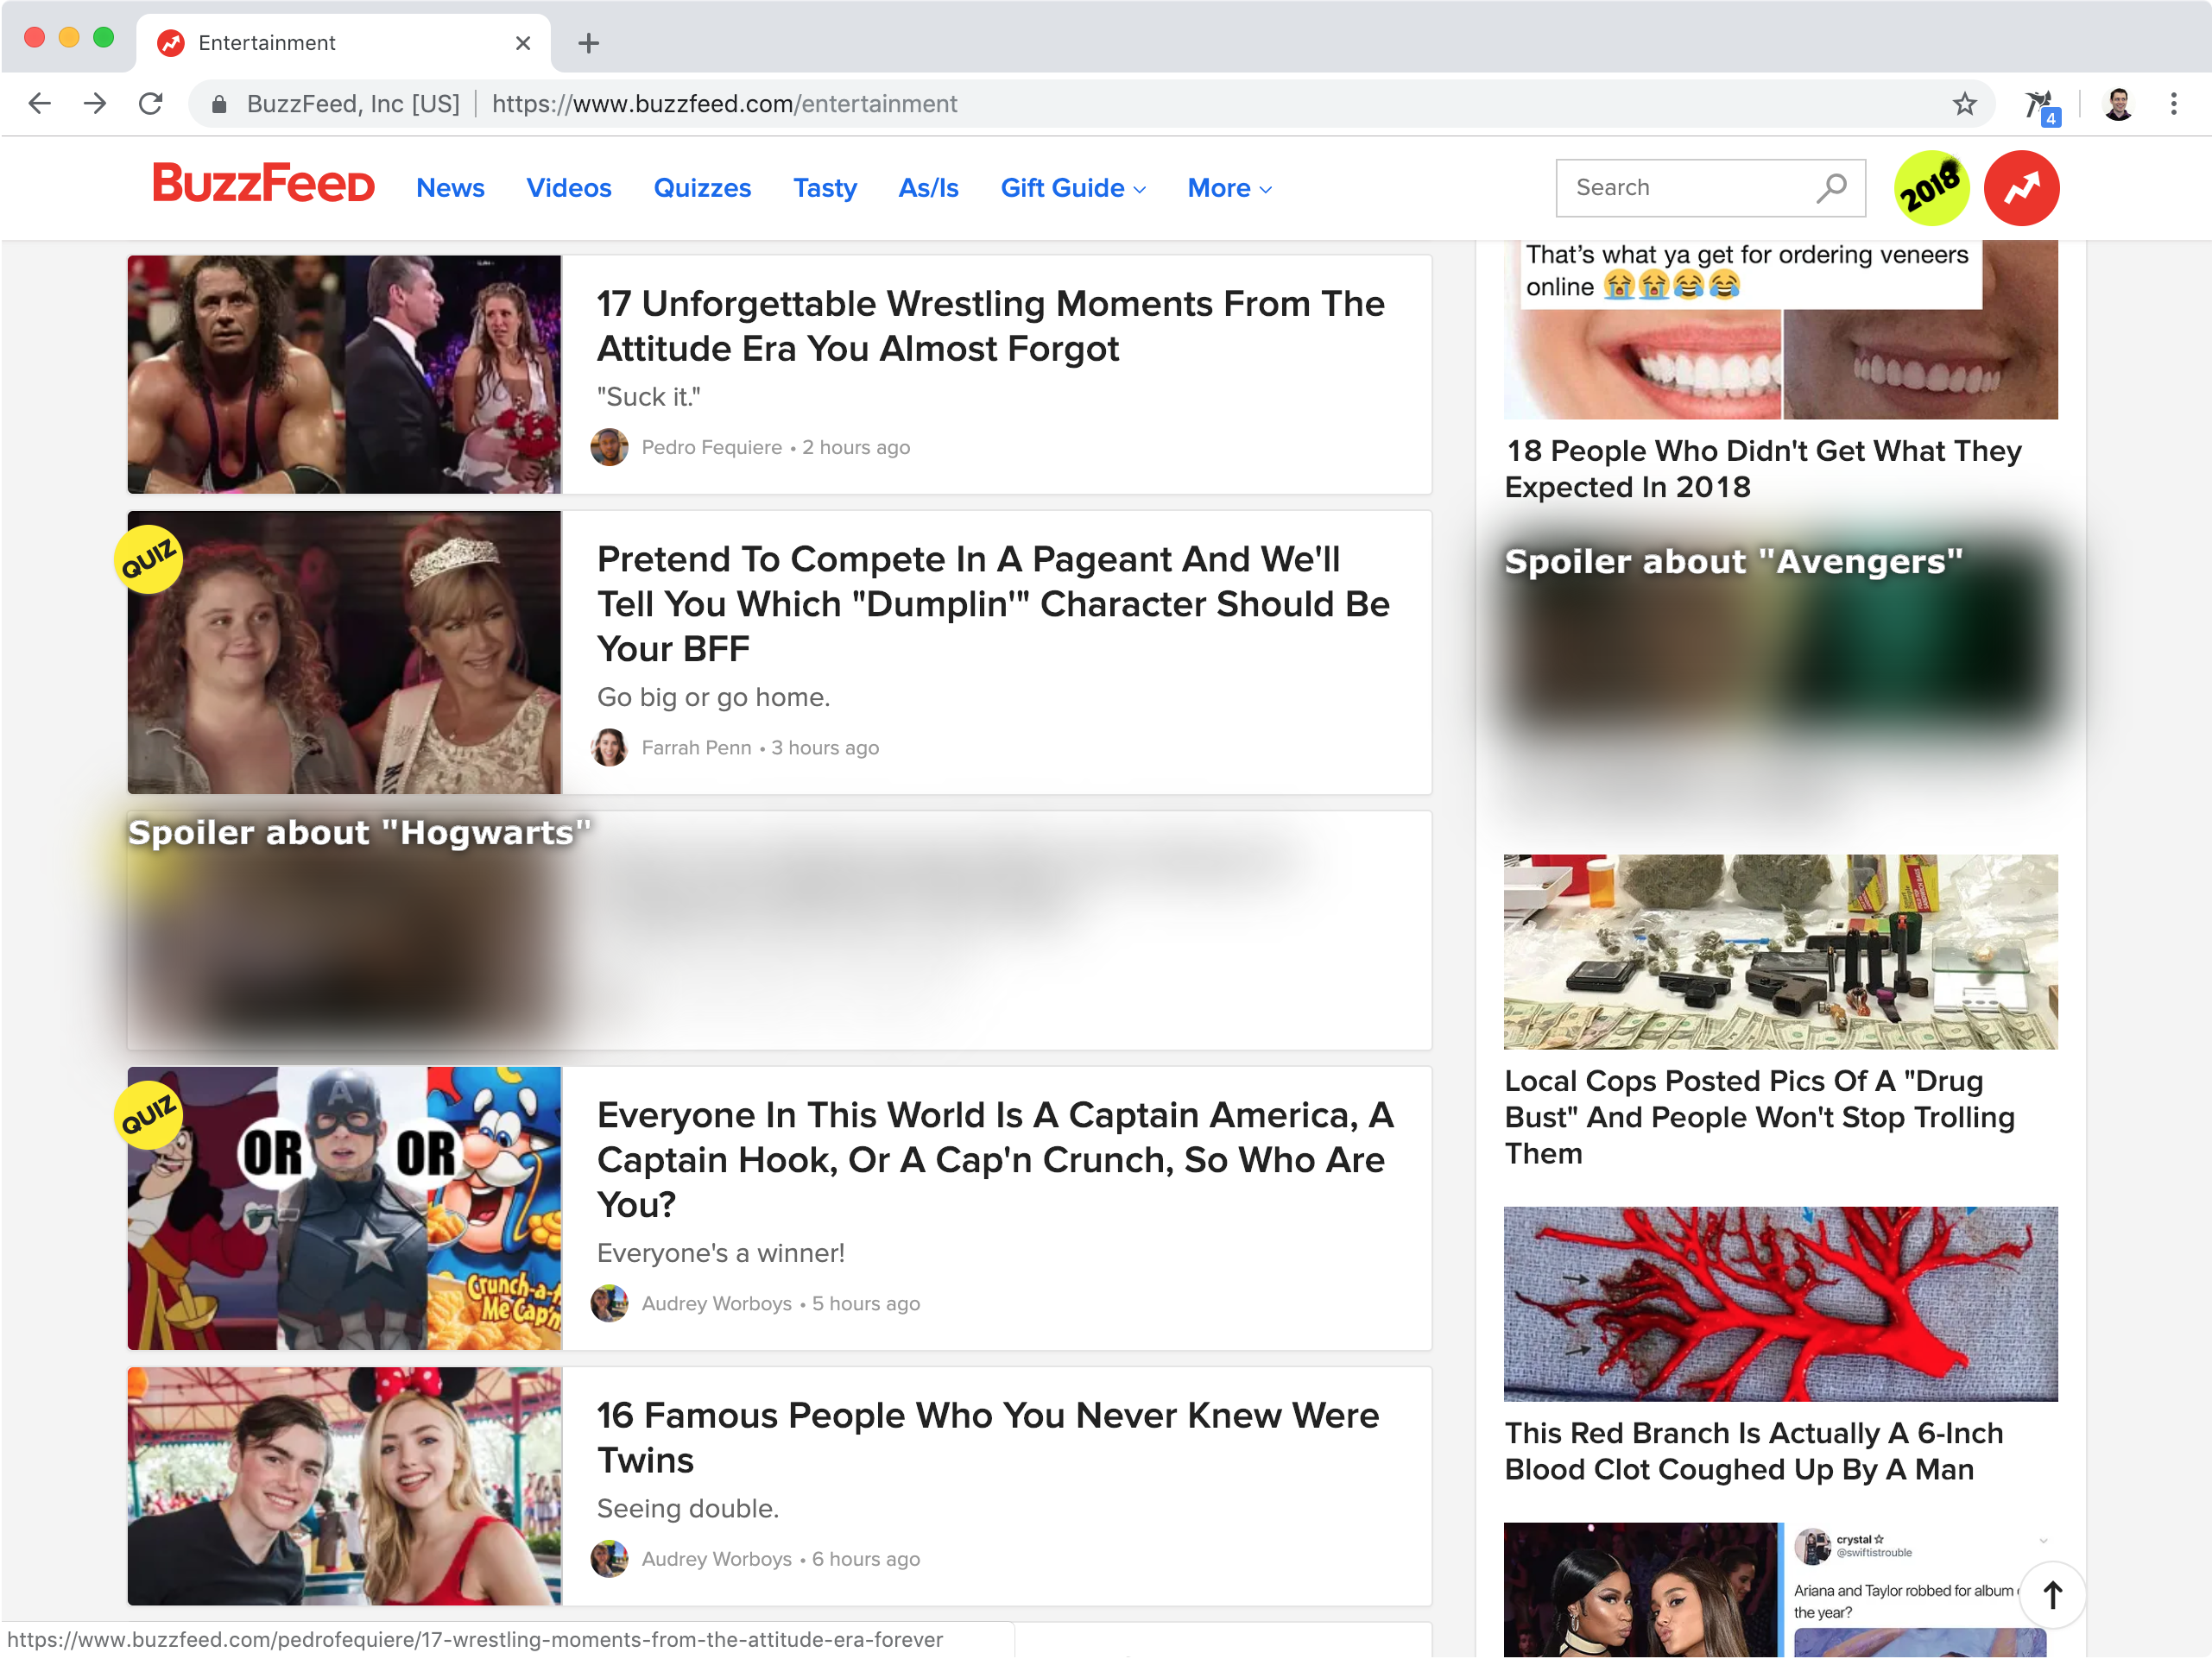 Entertainment
BuzzFeed, Inc [US] | https://www.buzzfeed.com/entertainment
4
BuzzFeed
News
Videos
Quizzes
Tasty
As/Is
Gift Guide
More
Search
2018
17 Unforgettable Wrestling Moments From The
Attitude Era You Almost Forgot
"Suck it."
Pedro Fequiere • 2 hours ago
QUIZ
Pretend To Compete In A Pageant And We'll
Tell You Which "Dumplin'" Character Should Be
Your BFF
Go big or go home.
Farrah Penn • 3 hours ago
Spoiler about "Hogwarts"
QUIZ
OR
OR
A
Crunch-a-
Me Cap'n
Everyone In This World Is A Captain America, A
Captain Hook, Or A Cap'n Crunch, So Who Are
You?
Everyone's a winner!
Audrey Worboys • 5 hours ago
16 Famous People Who You Never Knew Were
Twins
Seeing double.
Audrey Worboys • 6 hours ago
That's what ya get for ordering veneers
online 😭😭😂😂
18 People Who Didn't Get What They
Expected In 2018
Spoiler about "Avengers"
Local Cops Posted Pics Of A "Drug
Bust" And People Won't Stop Trolling
Them
This Red Branch Is Actually A 6-Inch
Blood Clot Coughed Up By A Man
crystal☆
@swiftistrouble
Ariana and Taylor robbed for album
the year?
https://www.buzzfeed.com/pedrofequiere/17-wrestling-moments-from-the-attitude-era-forever